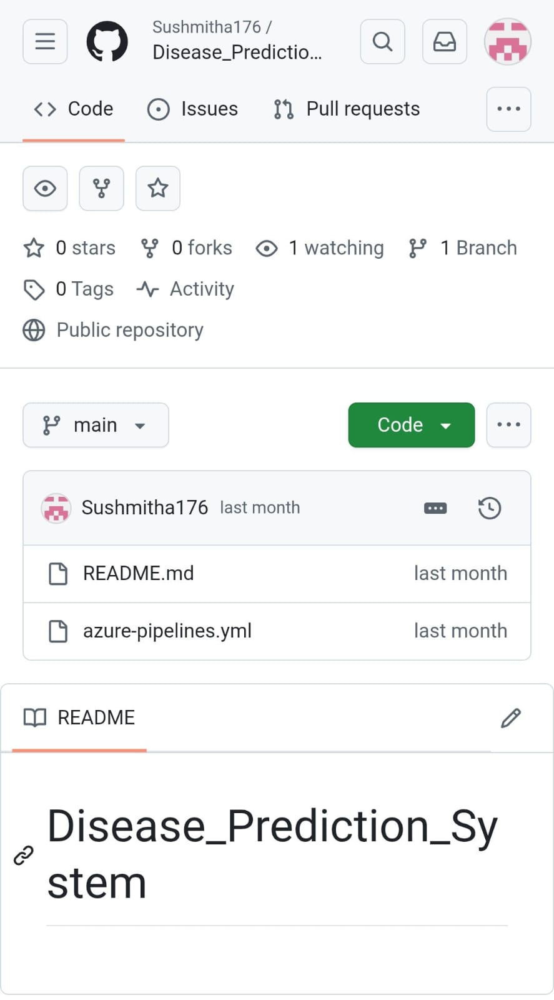 Sushmitha176 /
Disease_Predictio...
Code Issues Pull requests
0 stars 0 forks 1 watching 1 Branch
0 Tags Activity
Public repository
main Code
Sushmitha176 last month
README.md last month
azure-pipelines.yml last month
README
Disease_Prediction_Sy
stem